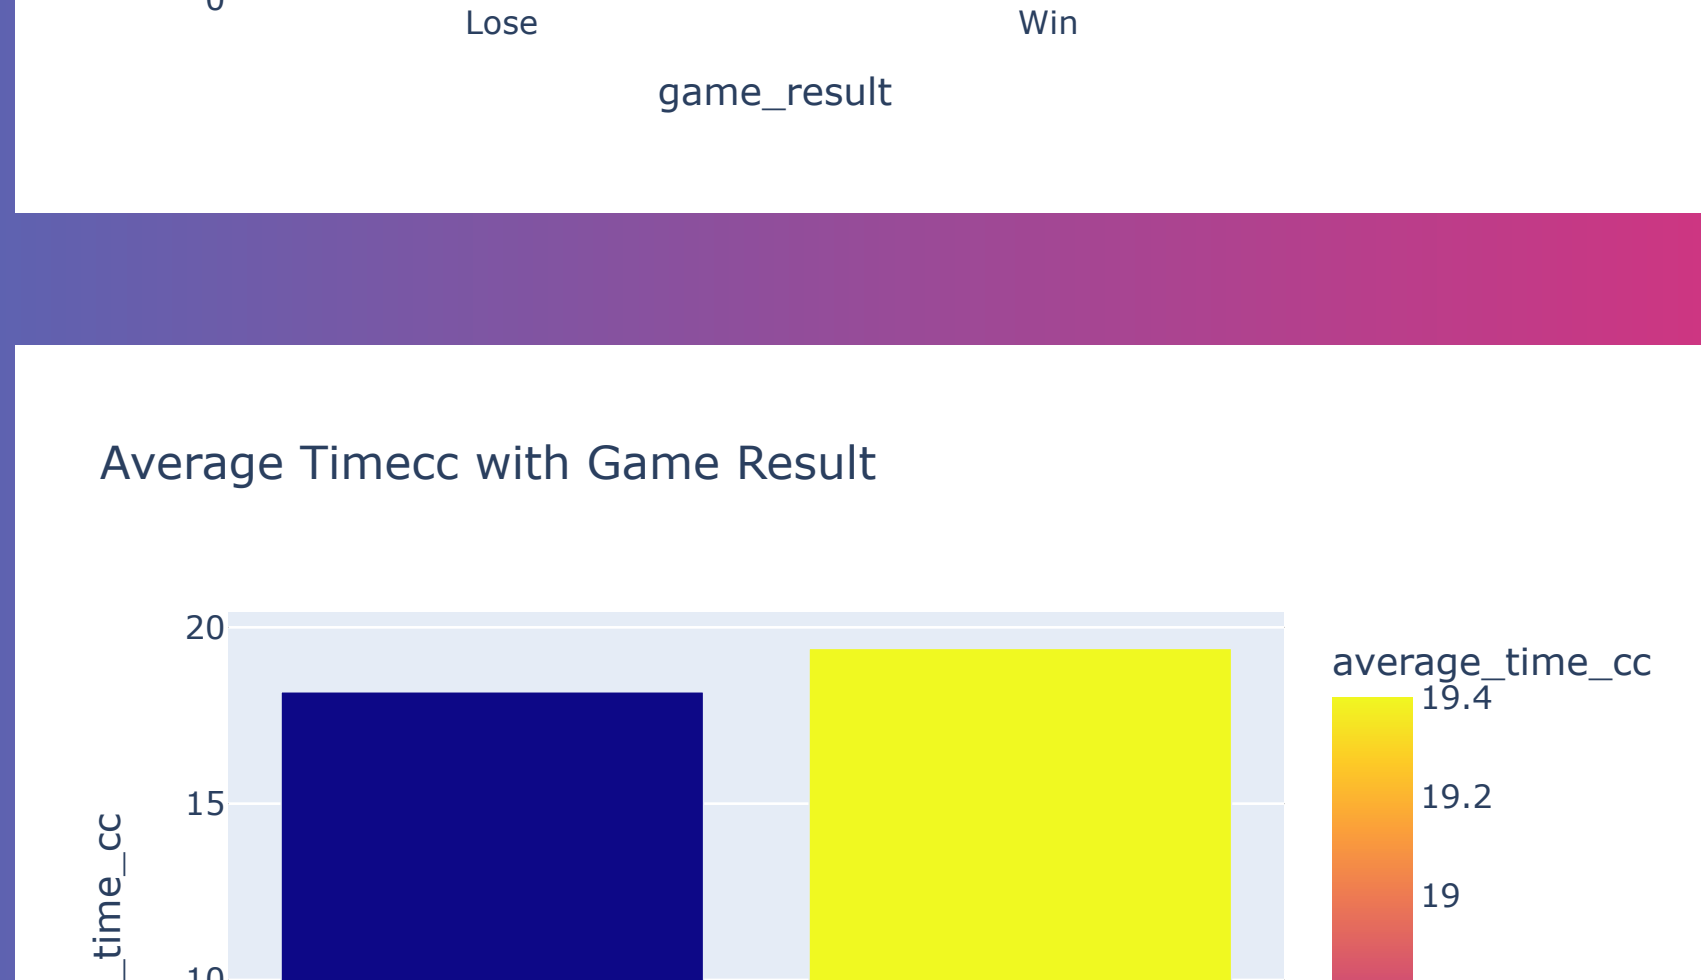 0
Lose Win
game_result
Average Timecc with Game Result
20
average_time_cc
19.4
15
19.2
_time_cc
19
10